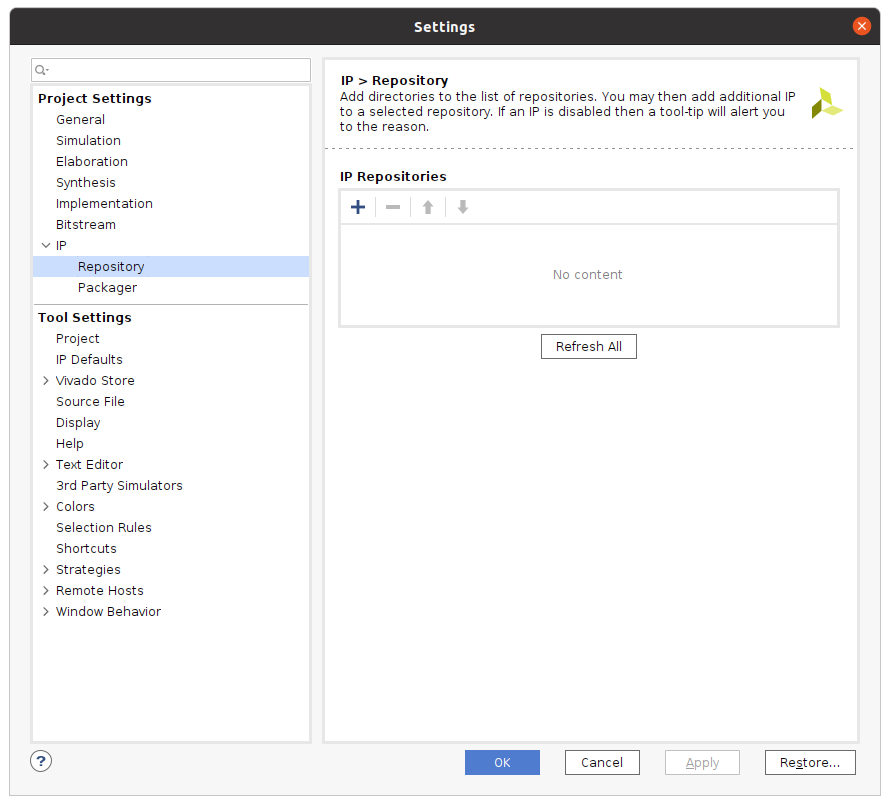 Settings
Project Settings
General
Simulation
Elaboration
Synthesis
Implementation
Bitstream
IP
Repository
Packager
Tool Settings
Project
IP Defaults
Vivado Store
Source File
Display
Help
Text Editor
3rd Party Simulators
Colors
Selection Rules
Shortcuts
Strategies
Remote Hosts
Window Behavior
IP > Repository
Add directories to the list of repositories. You may then add additional IP
to a selected repository. If an IP is disabled then a tool-tip will alert you
to the reason.
IP Repositories
No content
Refresh All
?
OK
Cancel
Apply
Restore...